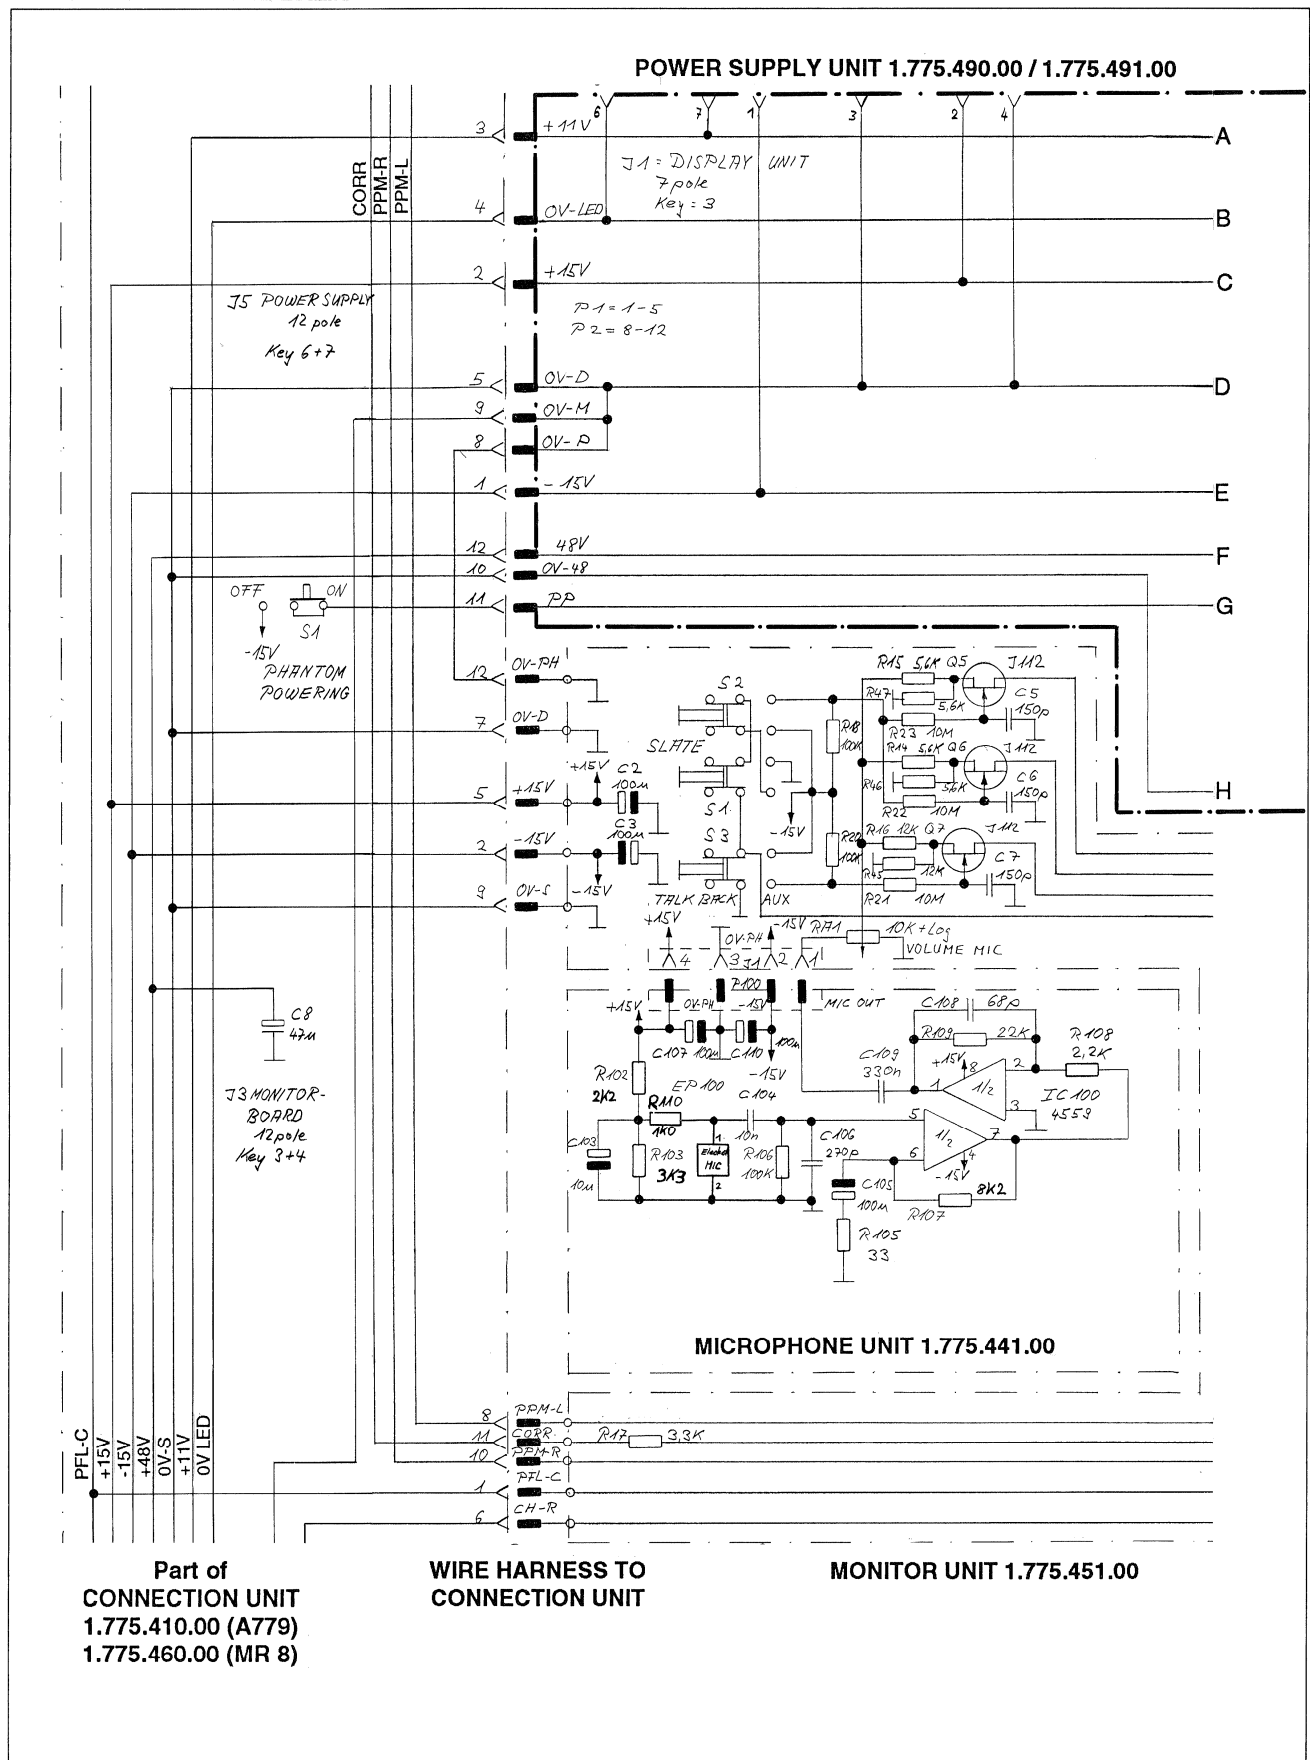 POWER SUPPLY UNIT 1.775.490.00 / 1.775.491.00
6 7 1 3 2 4
3 +11V A
J1 = DISPLAY UNIT
7 pole
Key = 3
CORR
PPM-R
PPM-L
4 0V-LED B
2 +15V C
J5 POWER SUPPLY
12 pole
Key 6+7
P1 = 1-5
P2 = 8-12
5 0V-D D
9 0V-M
8 0V-P
1 -15V E
12 48V F
10 0V-48
OFF ON
11 PP G
S1
-15V
PHANTOM
POWERING
12 0V-PH
7 0V-D
S2
SLATE
R15 5,6K Q5 J112
R47 5,6K C5 150p
R18 100K
R23 10M
R14 5,6K Q6 J112
R46 5,6K C6 150p
R22 10M
+15V C2
100µ
5 +15V
S1
H
C3
100µ
S3
-15V
R20 100K
R16 12K Q7 J112
R45 12K C7 150p
R21 10M
2 -15V
-15V
9 0V-S
TALK BACK AUX
+15V
0V-PH -15V RA1 10K+Log
VOLUME MIC
4 3 J1 2 1
P100
+15V 0V-PH -15V MIC OUT
C8
47µ
C107 100µ C110 100µ
-15V
C108 68p
R109 22K
R108
2,2K
C109
330n
+15V 8
1 1/2 2
3
IC100
4559
R102
2K2
EP100
R110
1K0
C104
10n
J3 MONITOR-
BOARD
12 pole
Key 3+4
C103
10µ
R103
3K3
1
Electret
MIC
2
R106
100K
C106
270p
5
6
1/2
7
4
-15V
C105
100µ
8K2
R107
R105
33
MICROPHONE UNIT 1.775.441.00
PFL-C
+15V
-15V
+48V
0V-S
+11V
0V LED
8 PPM-L
11 CORR. R17 3,3K
10 PPM-R
1 PFL-C
6 CH-R
Part of
CONNECTION UNIT
1.775.410.00 (A779)
1.775.460.00 (MR 8)
WIRE HARNESS TO
CONNECTION UNIT
MONITOR UNIT 1.775.451.00